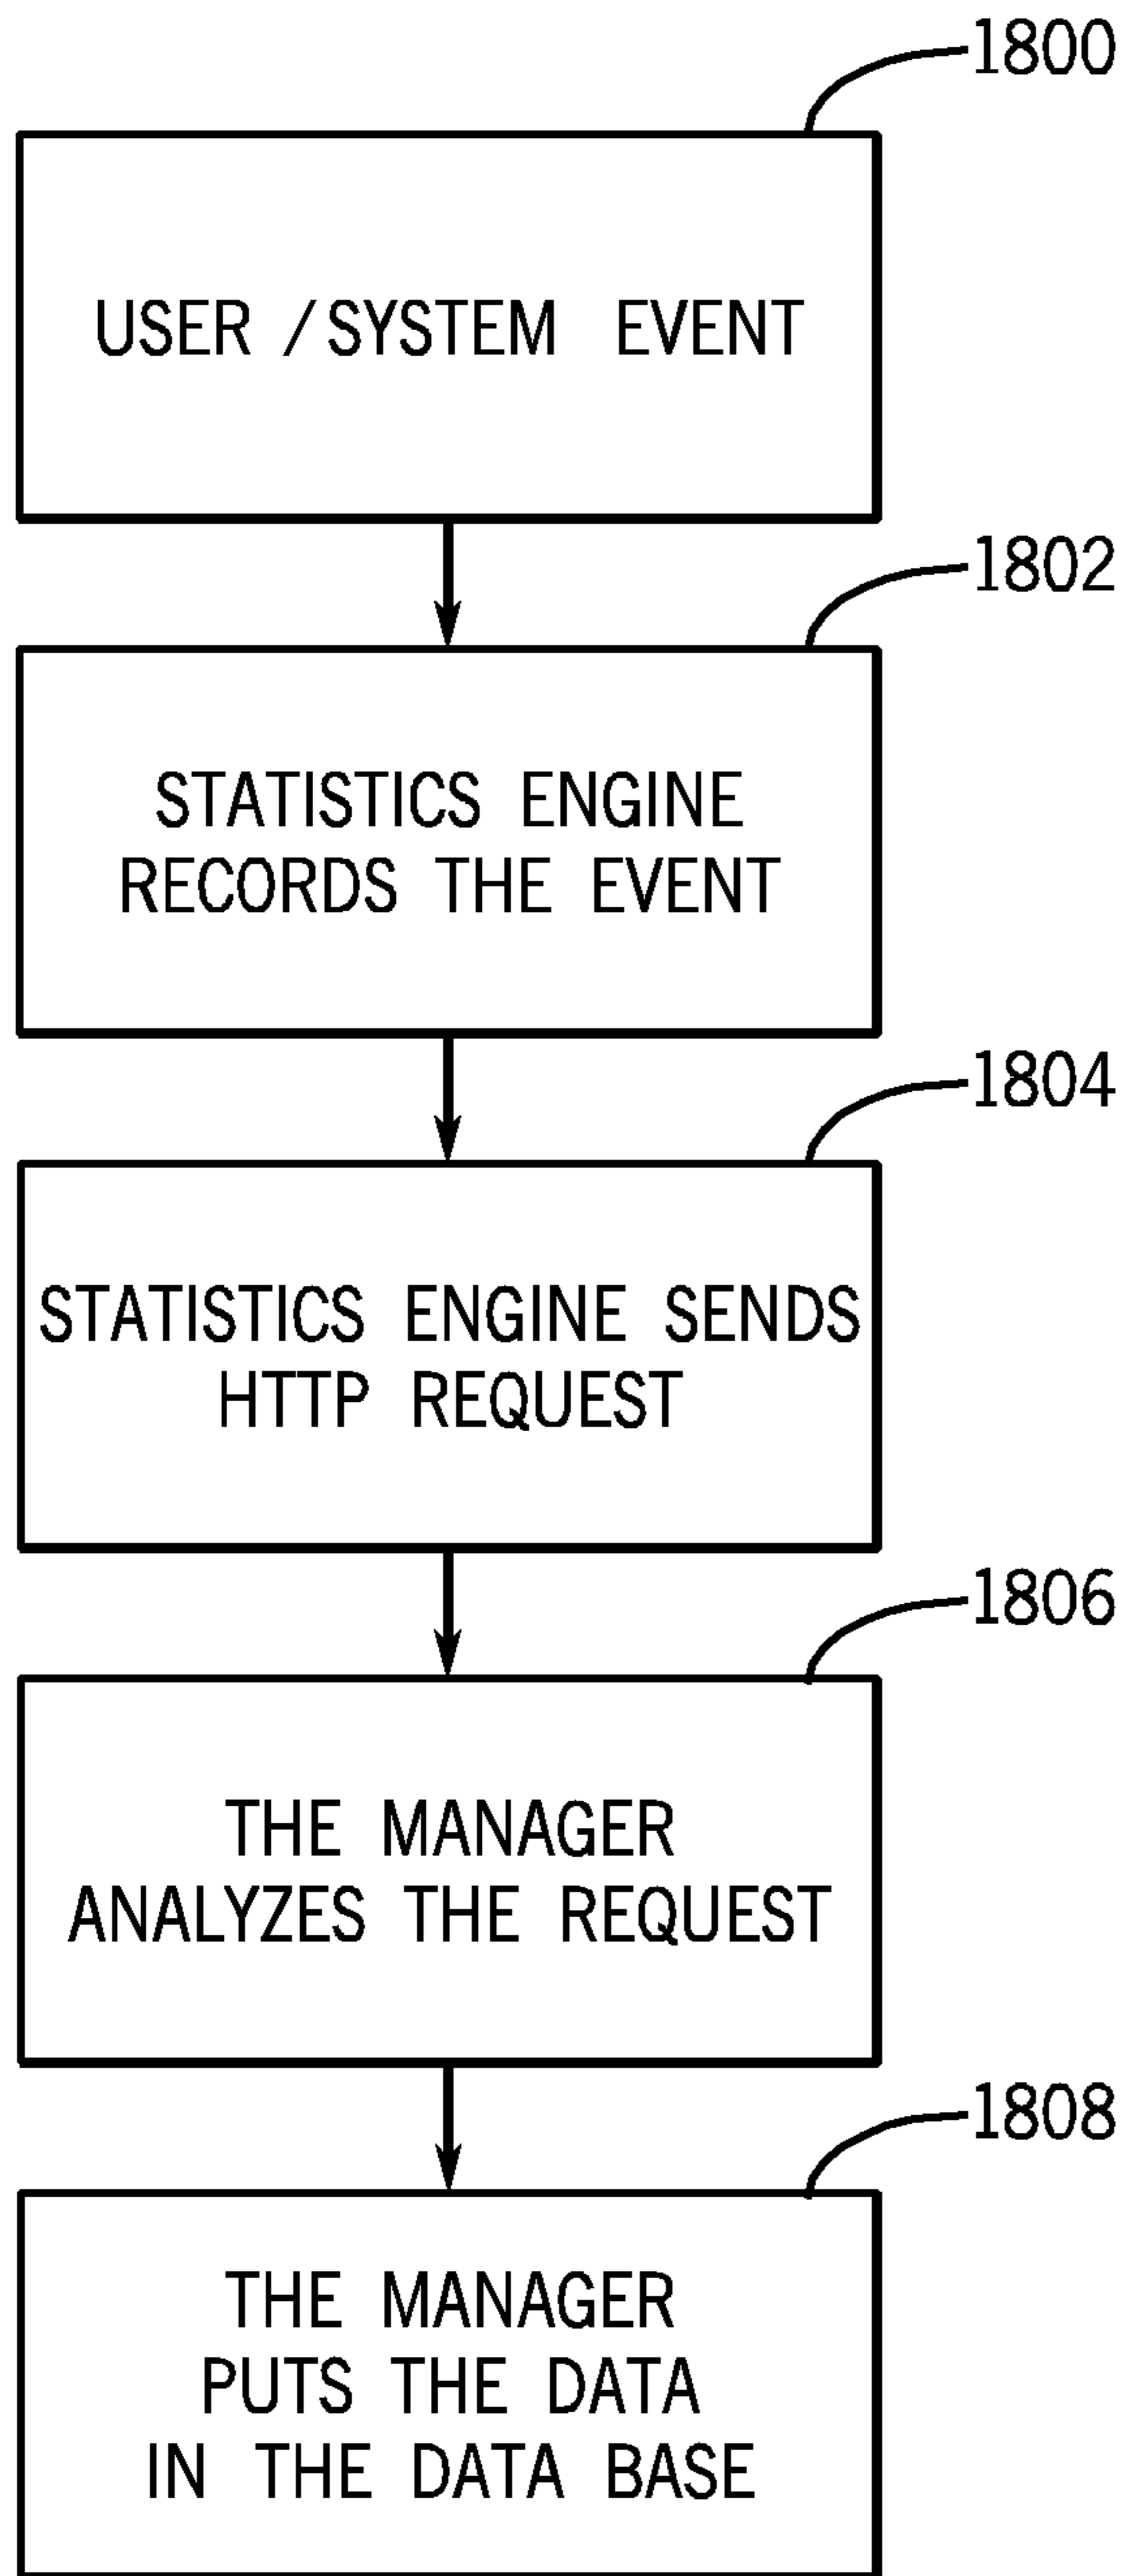 1800
USER / SYSTEM EVENT
1802
STATISTICS ENGINE
RECORDS THE EVENT
1804
STATISTICS ENGINE SENDS
HTTP REQUEST
1806
THE MANAGER
ANALYZES THE REQUEST
1808
THE MANAGER
PUTS THE DATA
IN THE DATA BASE